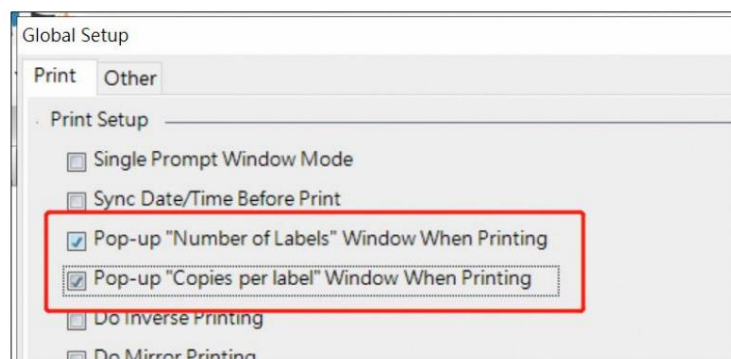 Global Setup
Print Other
Print Setup
Single Prompt Window Mode
Sync Date/Time Before Print
Pop-up "Number of Labels" Window When Printing
Pop-up "Copies per label" Window When Printing
Do Inverse Printing
Do Mirror Printing